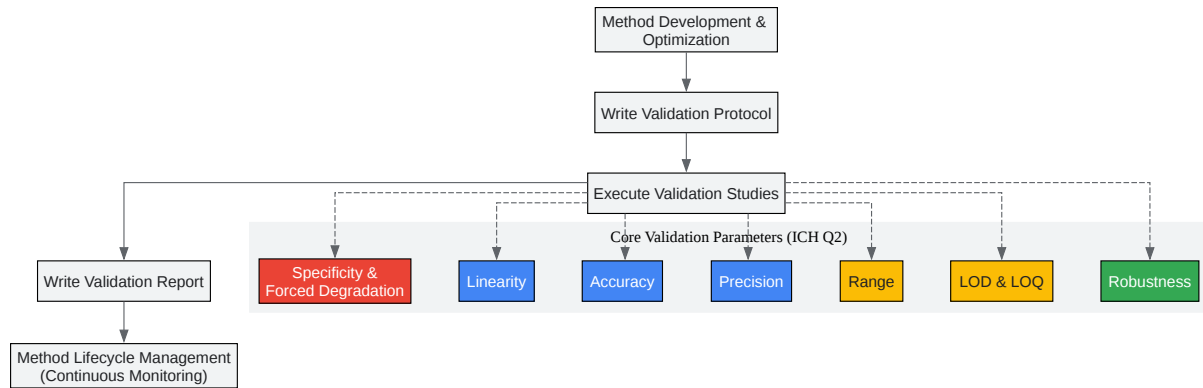 Method Development &
Optimization
Write Validation Protocol
Execute Validation Studies
Core Validation Parameters (ICH Q2)
Specificity &
Forced Degradation
Linearity
Accuracy
Precision
Range
LOD & LOQ
Robustness
Write Validation Report
Method Lifecycle Management
(Continuous Monitoring)